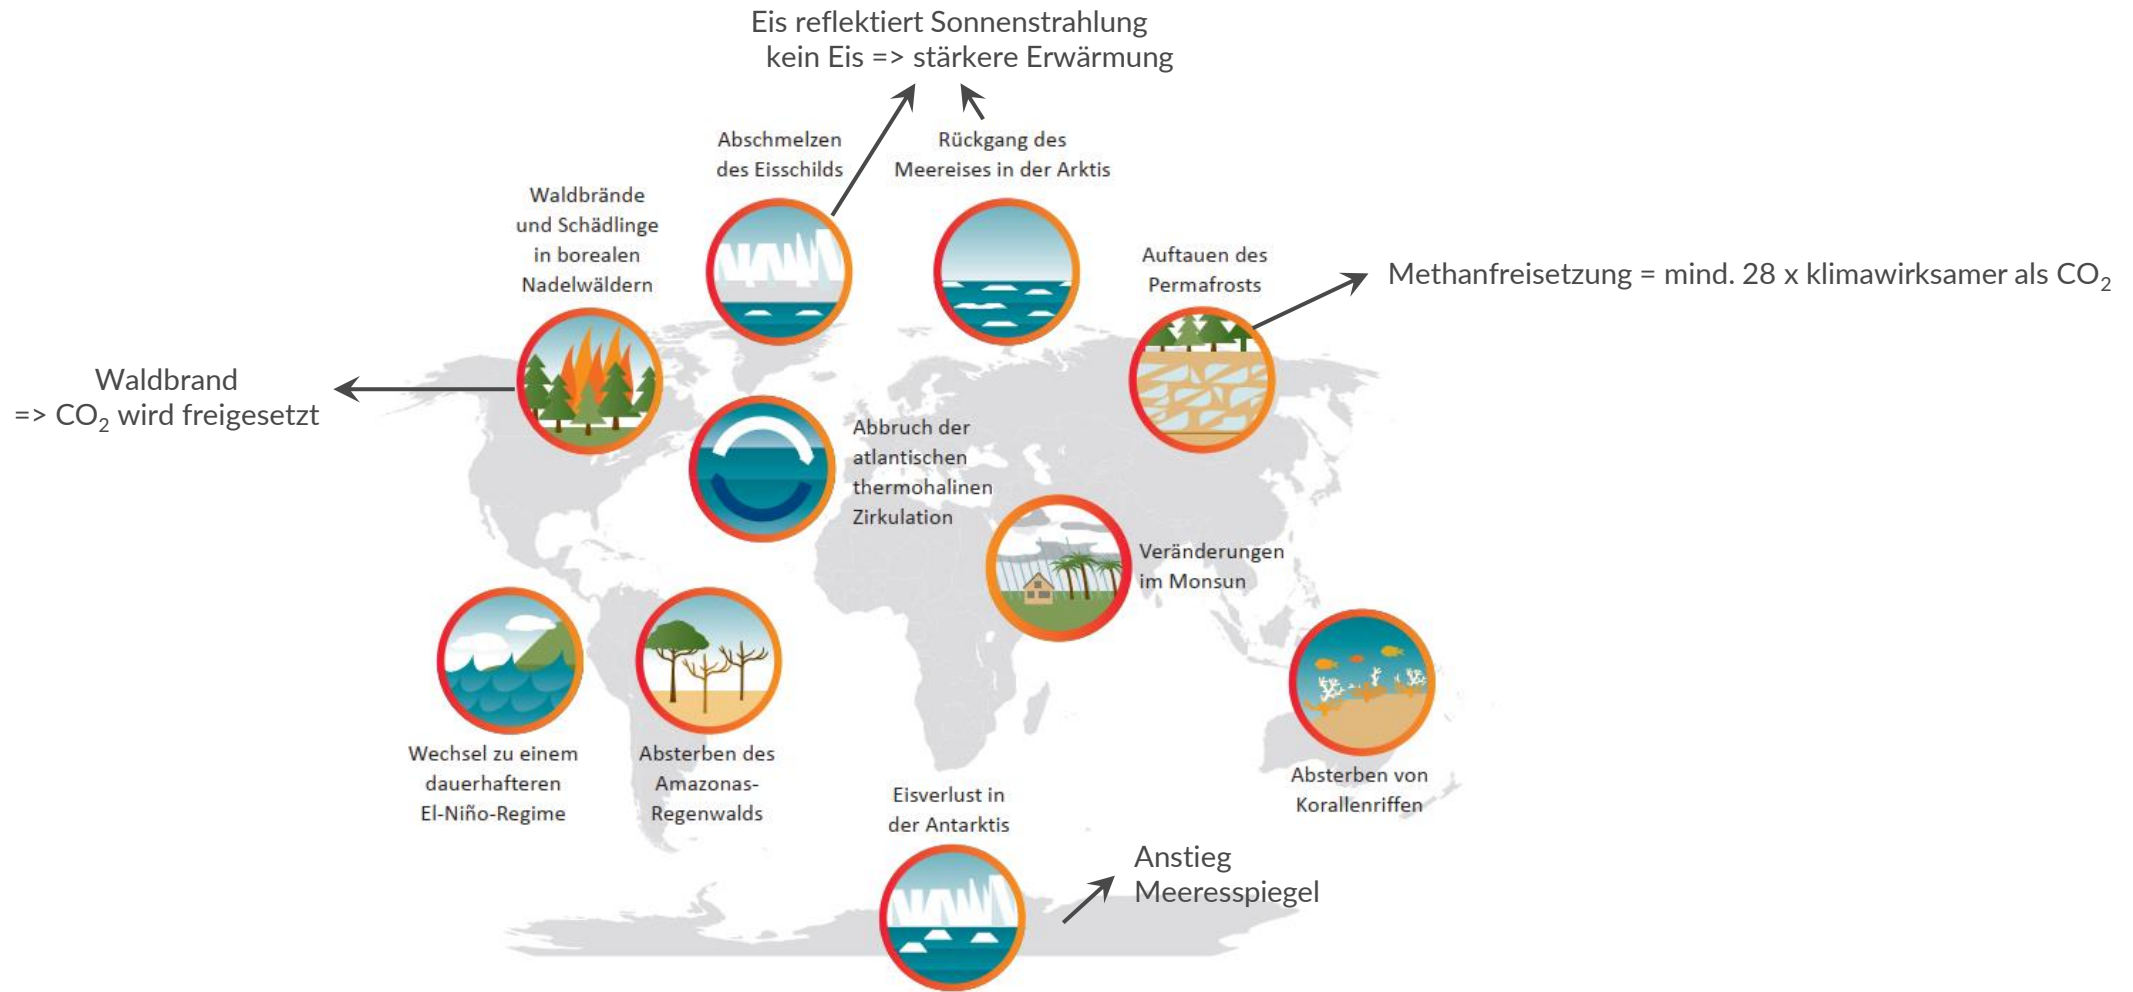 Eis reflektiert Sonnenstrahlung
kein Eis => stärkere Erwärmung
Abschmelzen
des Eisschilds
Rückgang des
Meereises in der Arktis
Waldbrände
und Schädlinge
in borealen
Nadelwäldern
Auftauen des
Permafrosts
Methanfreisetzung = mind. 28 x klimawirksamer als CO₂
Waldbrand
=> CO₂ wird freigesetzt
Abbruch der
atlantischen
thermohalinen
Zirkulation
Veränderungen
im Monsun
Wechsel zu einem
dauerhafteren
El-Niño-Regime
Absterben des
Amazonas-
Regenwalds
Absterben von
Korallenriffen
Eisverlust in
der Antarktis
Anstieg
Meeresspiegel